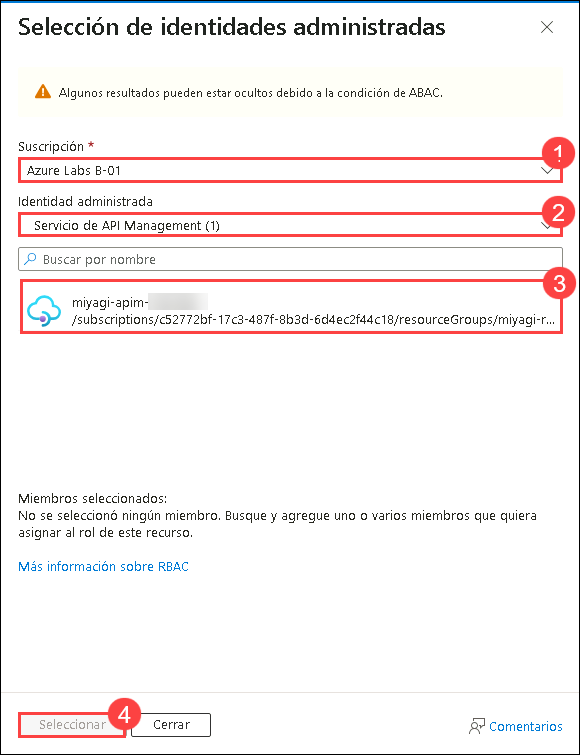 Selección de identidades administradas
Algunos resultados pueden estar ocultos debido a la condición de ABAC.
Suscripción *
1
Azure Labs B-01
Identidad administrada
2
Servicio de API Management (1)
Buscar por nombre
3
miyagi-apim-
/subscriptions/c52772bf-17c3-487f-8b3d-6d4ec2f44c18/resourceGroups/miyagi-r...
Miembros seleccionados:
No se seleccionó ningún miembro. Busque y agregue uno o varios miembros que quiera
asignar al rol de este recurso.
Más información sobre RBAC
4
Seleccionar
Cerrar
Comentarios